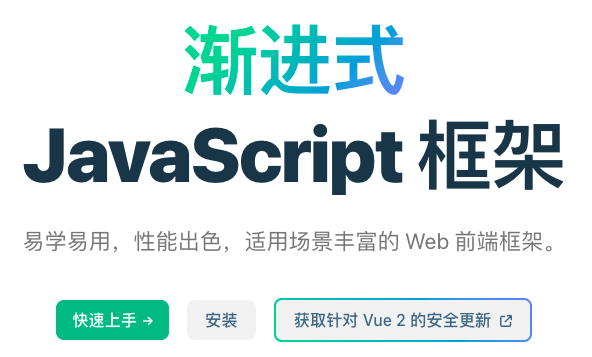 渐进式
JavaScript 框架
易学易用，性能出色，适用场景丰富的 Web 前端框架。
快速上手 → 安装 获取针对 Vue 2 的安全更新